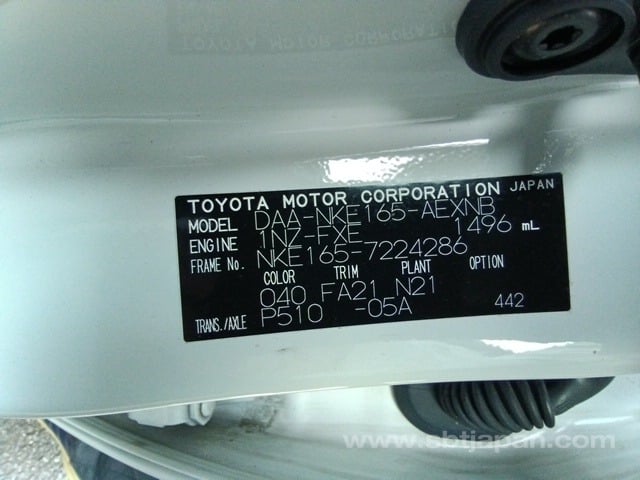 TOYOTA MOTOR CORPORATION JAPAN
MODEL DAA-NKE165-AEXNB
ENGINE 1NZ-FXE 1496 mL
FRAME No. NKE165-7224286
COLOR TRIM PLANT OPTION
040 FA21 N21
TRANS./AXLE P510 -05A 442
www.sbtjapan.com